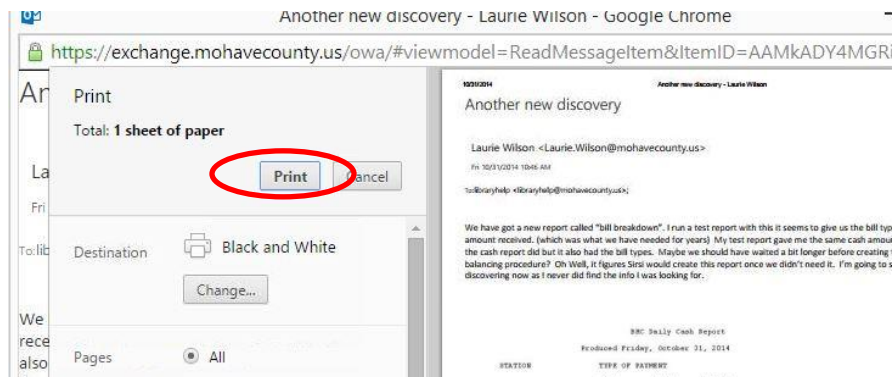 Another new discovery - Laurie Wilson - Google Chrome
https://exchange.mohavecounty.us/owa/#viewmodel=ReadMessageItem&ItemID=AAMkADY4MGRi
An
La
Fri
To: lib
We
rece
also
Print
Total: 1 sheet of paper
Print
Cancel
Destination
Black and White
Change...
Pages
All
10/31/2014
Another new discovery - Laurie Wilson
Another new discovery
Laurie Wilson <Laurie.Wilson@mohavecounty.us>
Fri 10/31/2014 10:46 AM
To:libraryhelp <libraryhelp@mohavecounty.us>;
We have got a new report called "bill breakdown". I run a test report with this it seems to give us the bill typ
amount received. (which was what we have needed for years) My test report gave me the same cash amou
the cash report did but it also had the bill types. Maybe we should have waited a bit longer before creating
balancing procedure? Oh Well, it figures Sirsi would create this report once we didn't need it. I'm going to s
discovering now as I never did find the info I was looking for.
BHC Daily Cash Report
Produced Friday, October 31, 2014
STATION
TYPE OF PAYMENT